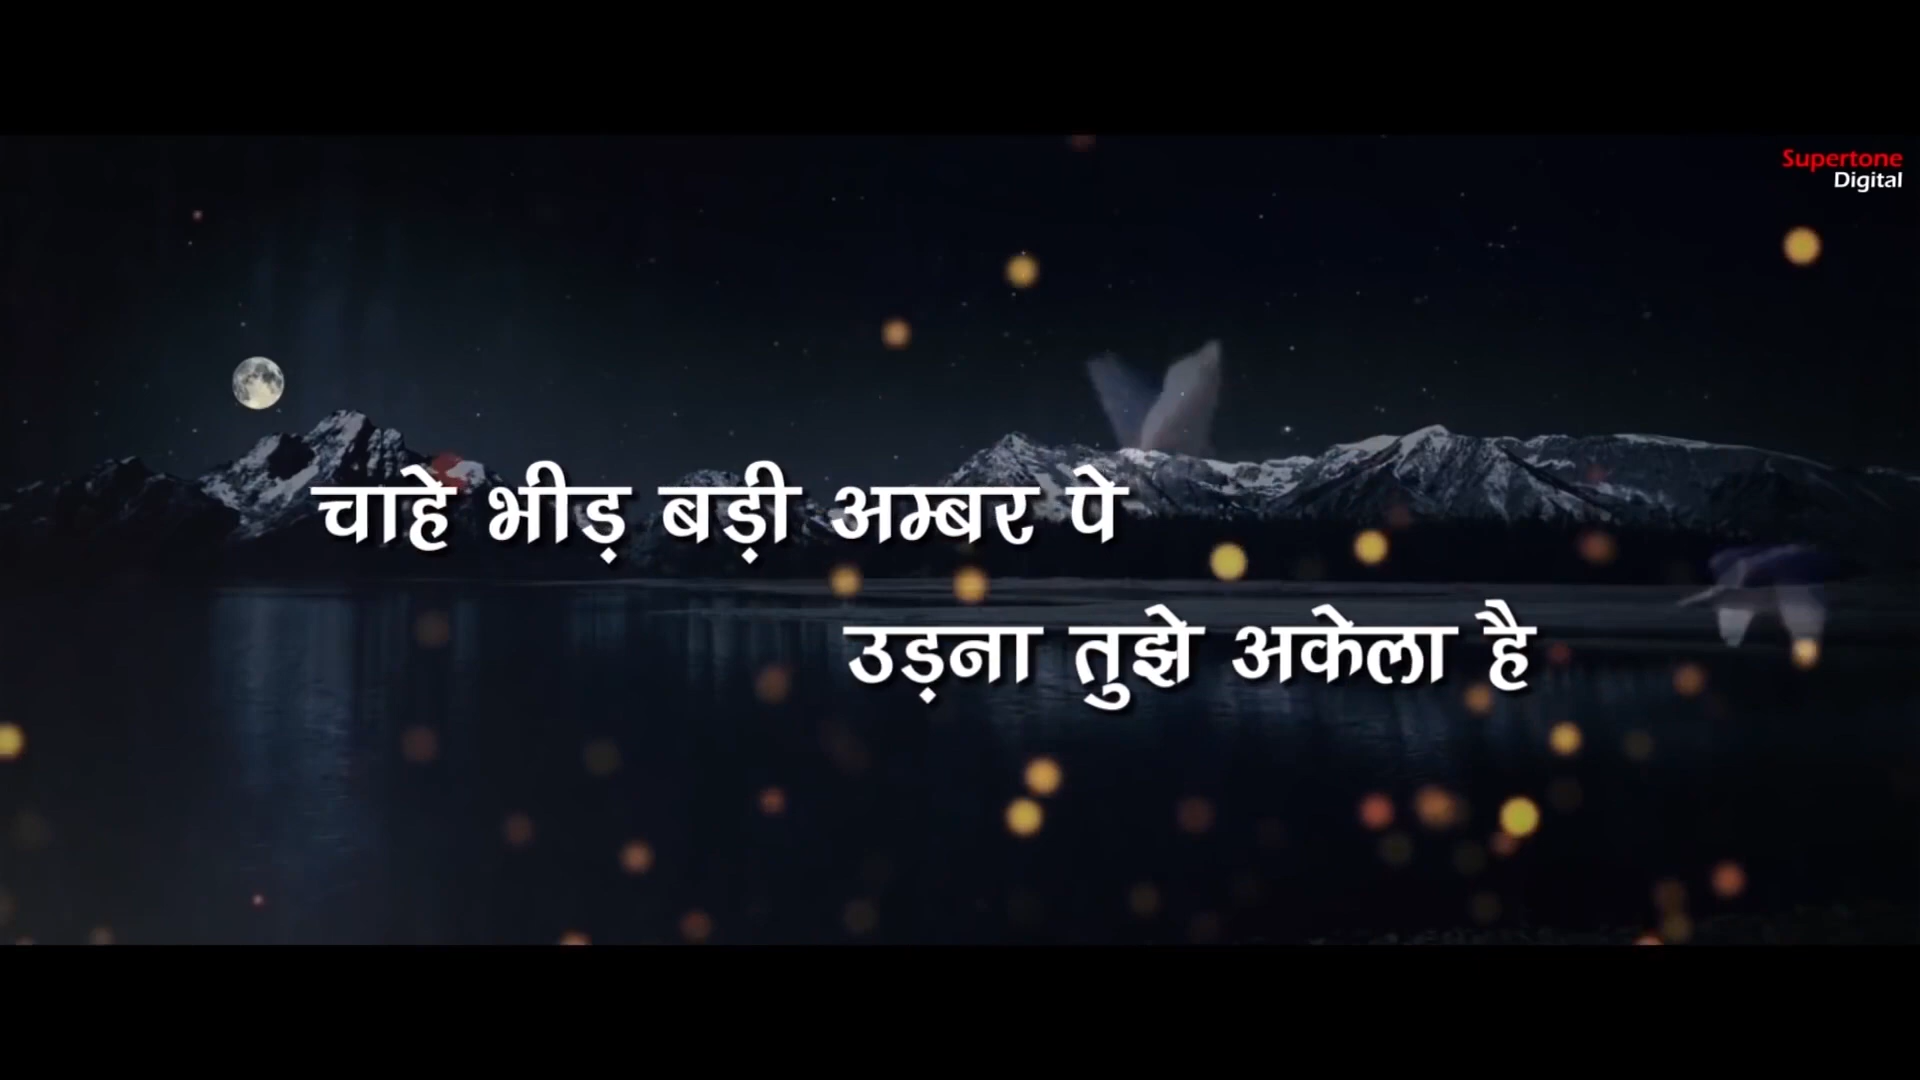 Supertone
Digital
चाहे भीड़ बड़ी अम्बर पे
उड़ना तुझे अकेला है